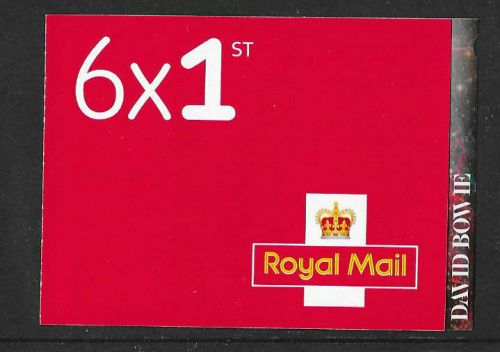 6x1ST
Royal Mail
DAVID BOWIE